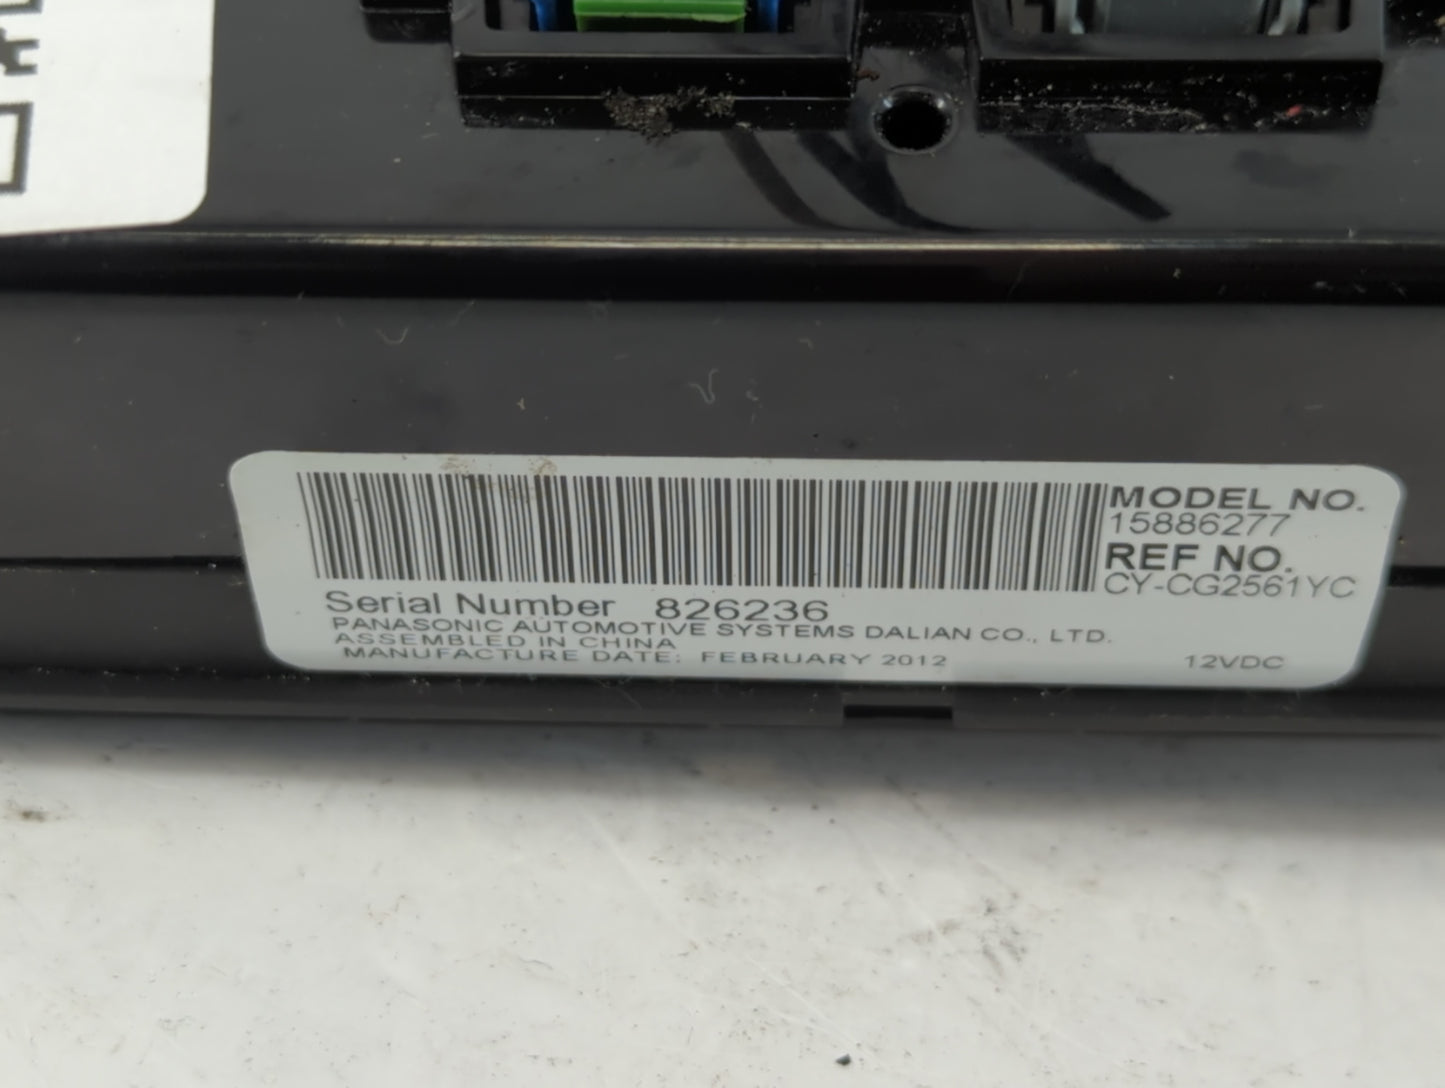 MODEL NO.
15886277
REF NO.
CY-CG2561YC
Serial Number 826236
PANASONIC AUTOMOTIVE SYSTEMS DALIAN CO., LTD.
ASSEMBLED IN CHINA
MANUFACTURE DATE: FEBRUARY 2012 12VDC